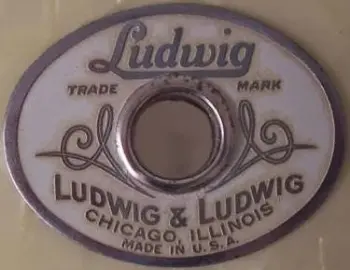 Ludwig
TRADE MARK
LUDWIG & LUDWIG
CHICAGO, ILLINOIS
MADE IN U.S.A.